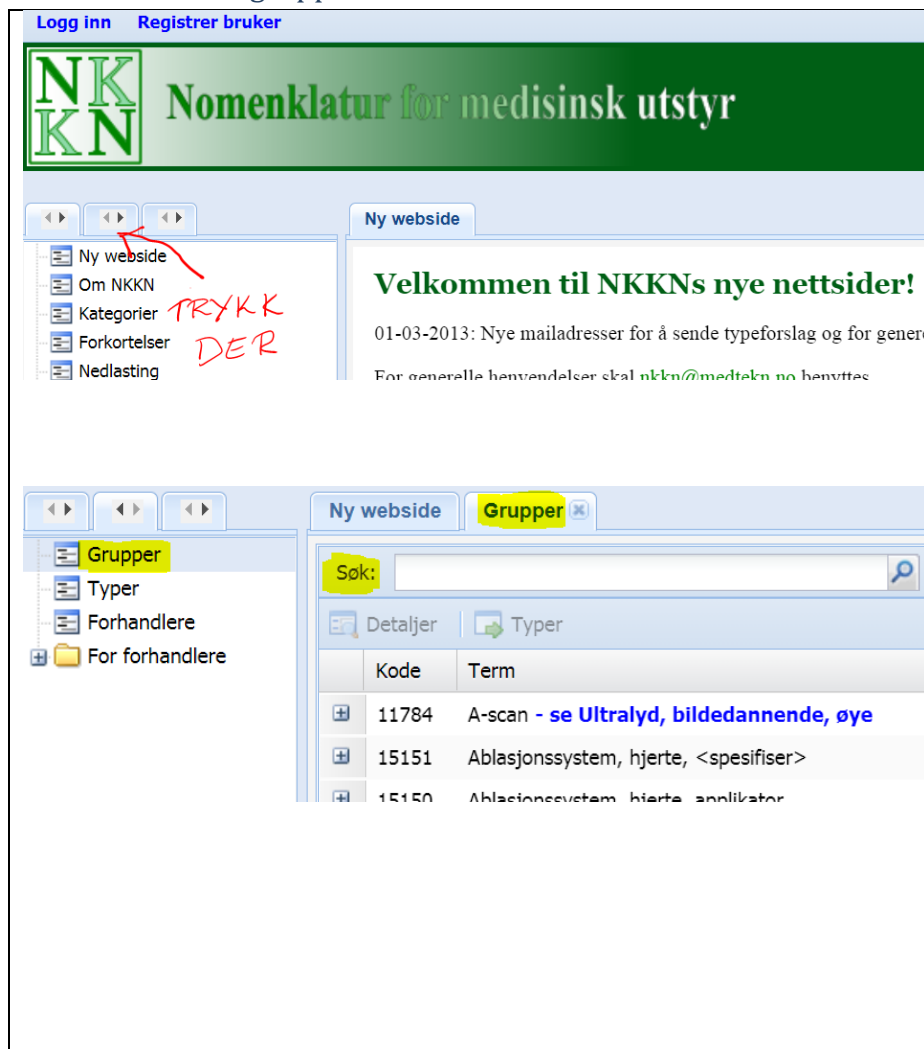 Logg inn Registrer bruker
NK
KN
Nomenklatur for medisinsk utstyr
Ny webside
Ny webside
Om NKKN
Kategorier
Forkortelser
Nedlasting
TRYKK
DER
Velkommen til NKKNs nye nettsider!
01-03-2013: Nye mailadresser for å sende typeforslag og for genere
For generelle henvendelser skal nkkn@medtekn.no benyttes
Ny webside Grupper
Grupper
Typer
Forhandlere
For forhandlere
Søk:
Detaljer Typer
Kode Term
11784 A-scan - se Ultralyd, bildedannende, øye
15151 Ablasjonssystem, hjerte, <spesifiser>
15150 Ablasjonssystem, hjerte, applikator